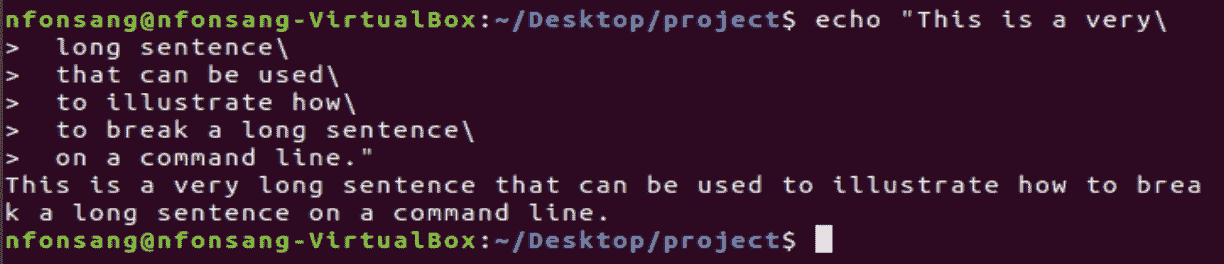 nfonsang@nfonsang-VirtualBox:~/Desktop/project$ echo "This is a very\
>  long sentence\
>  that can be used\
>  to illustrate how\
>  to break a long sentence\
>  on a command line."
This is a very long sentence that can be used to illustrate how to brea
k a long sentence on a command line.
nfonsang@nfonsang-VirtualBox:~/Desktop/project$